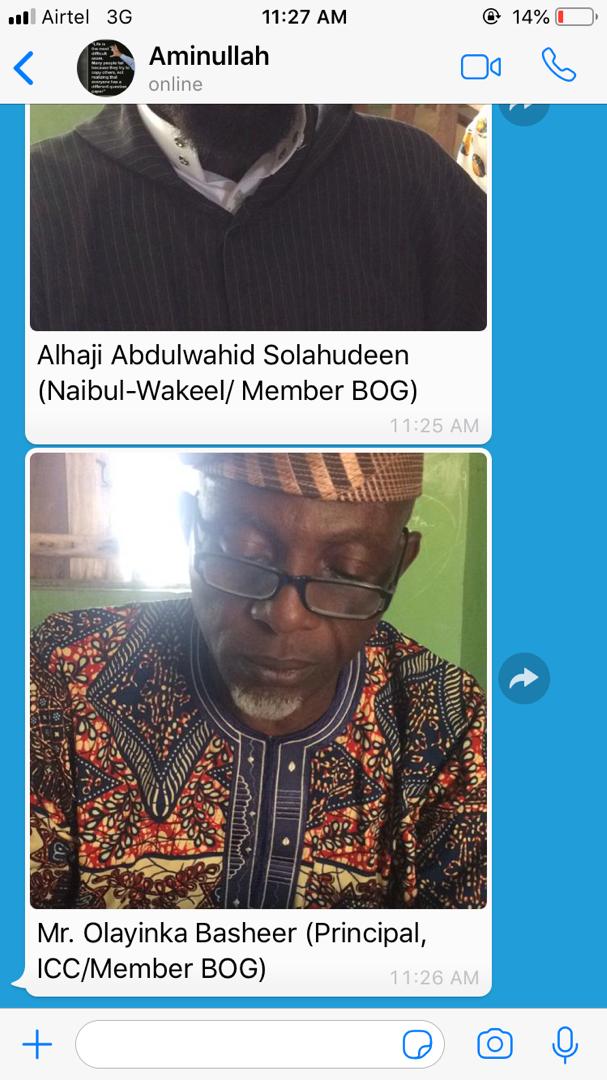 Airtel 3G 11:27 AM 14%
Aminullah
online
Alhaji Abdulwahid Solahudeen
(Naibul-Wakeel/ Member BOG)
11:25 AM
Mr. Olayinka Basheer (Principal,
ICC/Member BOG)
11:26 AM